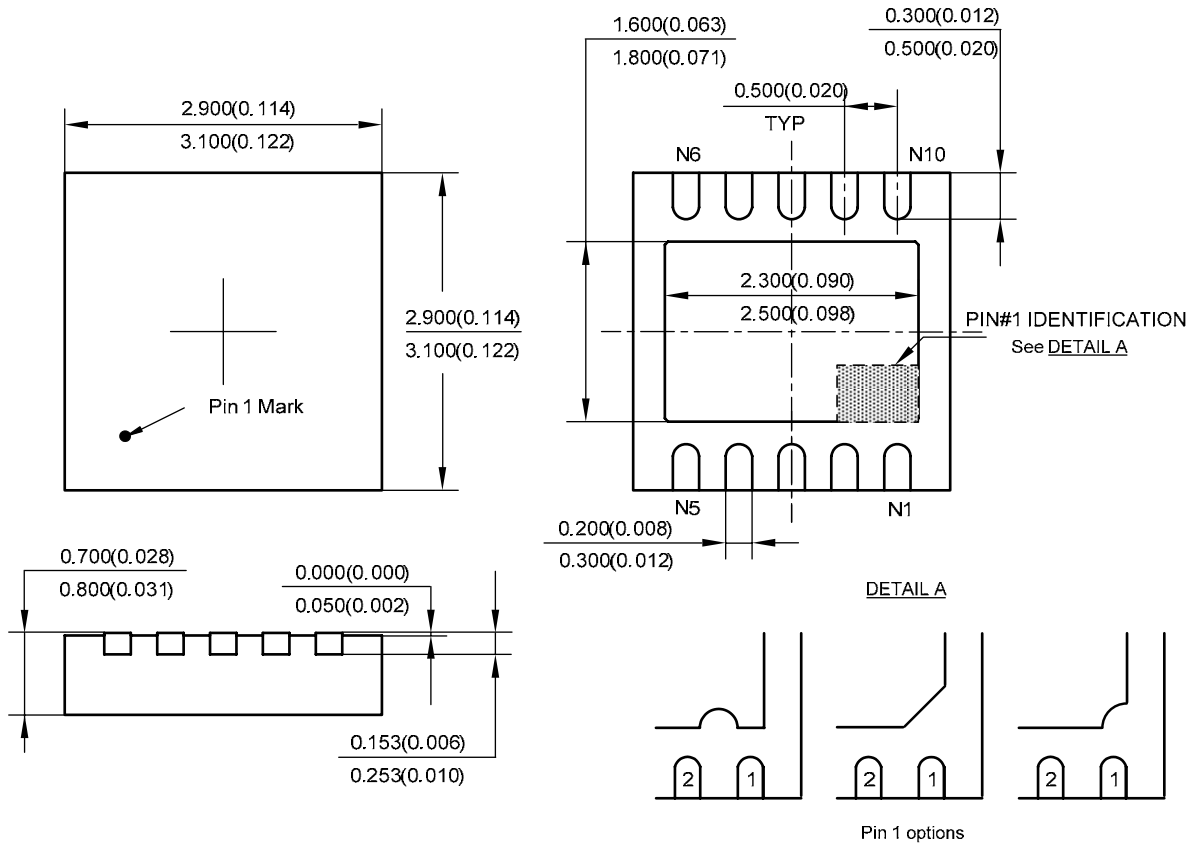 2.900(0.114)
3.100(0.122)
2.900(0.114)
3.100(0.122)
Pin 1 Mark
1.600(0.063)
1.800(0.071)
0.300(0.012)
0.500(0.020)
0.500(0.020)
TYP
N6
N10
2.300(0.090)
2.500(0.098)
PIN#1 IDENTIFICATION
See DETAIL A
N5
N1
0.200(0.008)
0.300(0.012)
0.700(0.028)
0.800(0.031)
0.000(0.000)
0.050(0.002)
0.153(0.006)
0.253(0.010)
DETAIL A
2 1
2 1
2 1
Pin 1 options